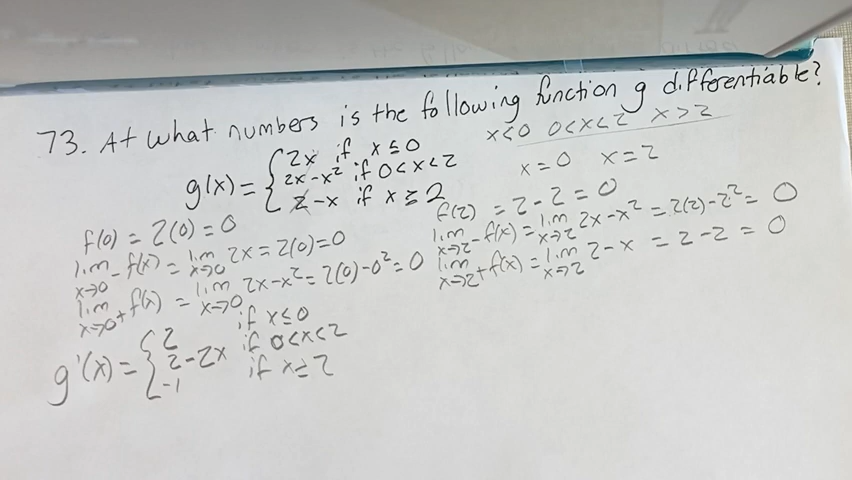 73. At what numbers is the following function g differentiable?
g(x) = { 2x if x ≤ 0
2x-x² if 0<x<2
2-x if x ≥ 2
x<0 0<x<2 x>2
x=0 x=2
f(0) = 2(0) = 0
lim x→0⁻ f(x) = lim x→0 2x = 2(0) = 0
lim x→0⁺ f(x) = lim x→0 2x-x² = 2(0)-0² = 0
f(2) = 2-2 = 0
lim x→2⁻ f(x) = lim x→2 2x-x² = 2(2)-2² = 0
lim x→2⁺ f(x) = lim x→2 2-x = 2-2 = 0
g'(x) = { 2 if x ≤ 0
2-2x if 0<x<2
-1 if x ≥ 2